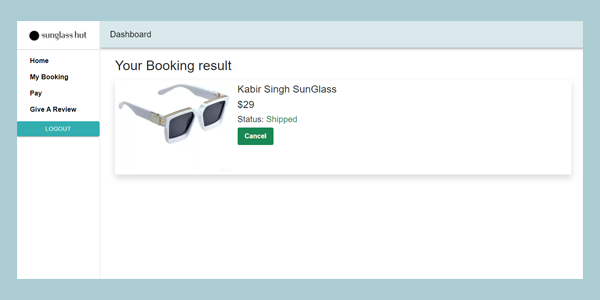 sunglass hut
Dashboard
Home
My Booking
Pay
Give A Review
LOGOUT
Your Booking result
Kabir Singh SunGlass
$29
Status: Shipped
Cancel